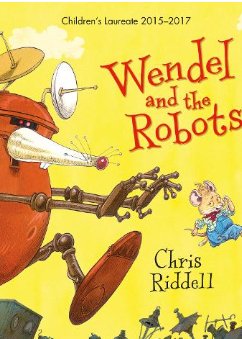 Children's Laureate 2015–2017
Wendel
and the
Robots
Chris
Riddell